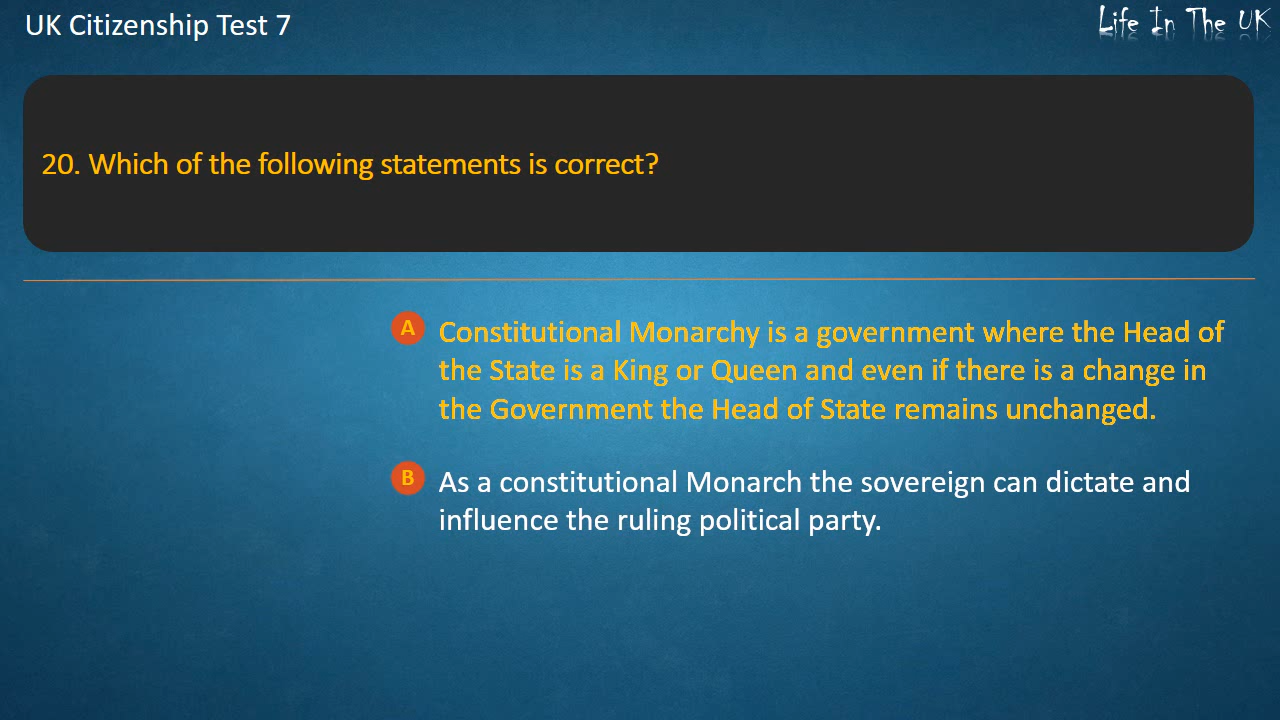 UK Citizenship Test 7
Life In The UK
20. Which of the following statements is correct?
A Constitutional Monarchy is a government where the Head of
the State is a King or Queen and even if there is a change in
the Government the Head of State remains unchanged.
B As a constitutional Monarch the sovereign can dictate and
influence the ruling political party.